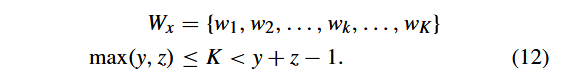 W_x = {w_1, w_2, . . . , w_k, . . . , w_K}
max(y, z) ≤ K < y + z − 1. (12)